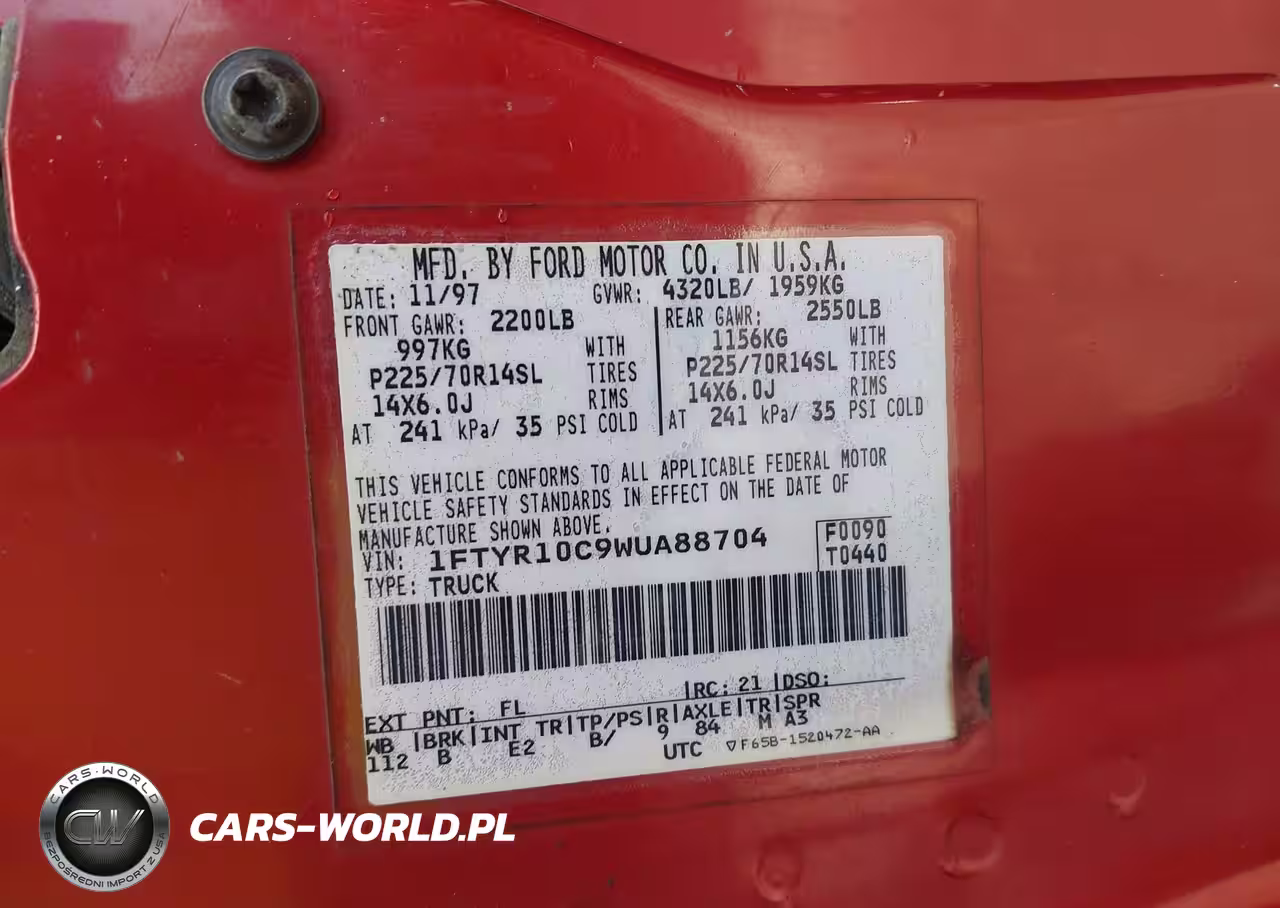 MFD. BY FORD MOTOR CO. IN U.S.A.
DATE: 11/97 GVWR: 4320LB/ 1959KG
FRONT GAWR: 2200LB REAR GAWR: 2550LB
997KG WITH 1156KG WITH
P225/70R14SL TIRES P225/70R14SL TIRES
14X6.0J RIMS 14X6.0J RIMS
AT 241 kPa/ 35 PSI COLD AT 241 kPa/ 35 PSI COLD
THIS VEHICLE CONFORMS TO ALL APPLICABLE FEDERAL MOTOR
VEHICLE SAFETY STANDARDS IN EFFECT ON THE DATE OF
MANUFACTURE SHOWN ABOVE.
VIN: 1FTYR10C9WUA88704 F0090
TYPE: TRUCK T0440
EXT PNT: FL RC: 21 DSO:
WB |BRK|INT TR|TP/PS|R|AXLE|TR|SPR
112 B E2 B/ 9 84 M A3
UTC ▽F65B-1520472-AA
CARS-WORLD
CW
BEZPOŚREDNI IMPORT Z USA
CARS-WORLD.PL